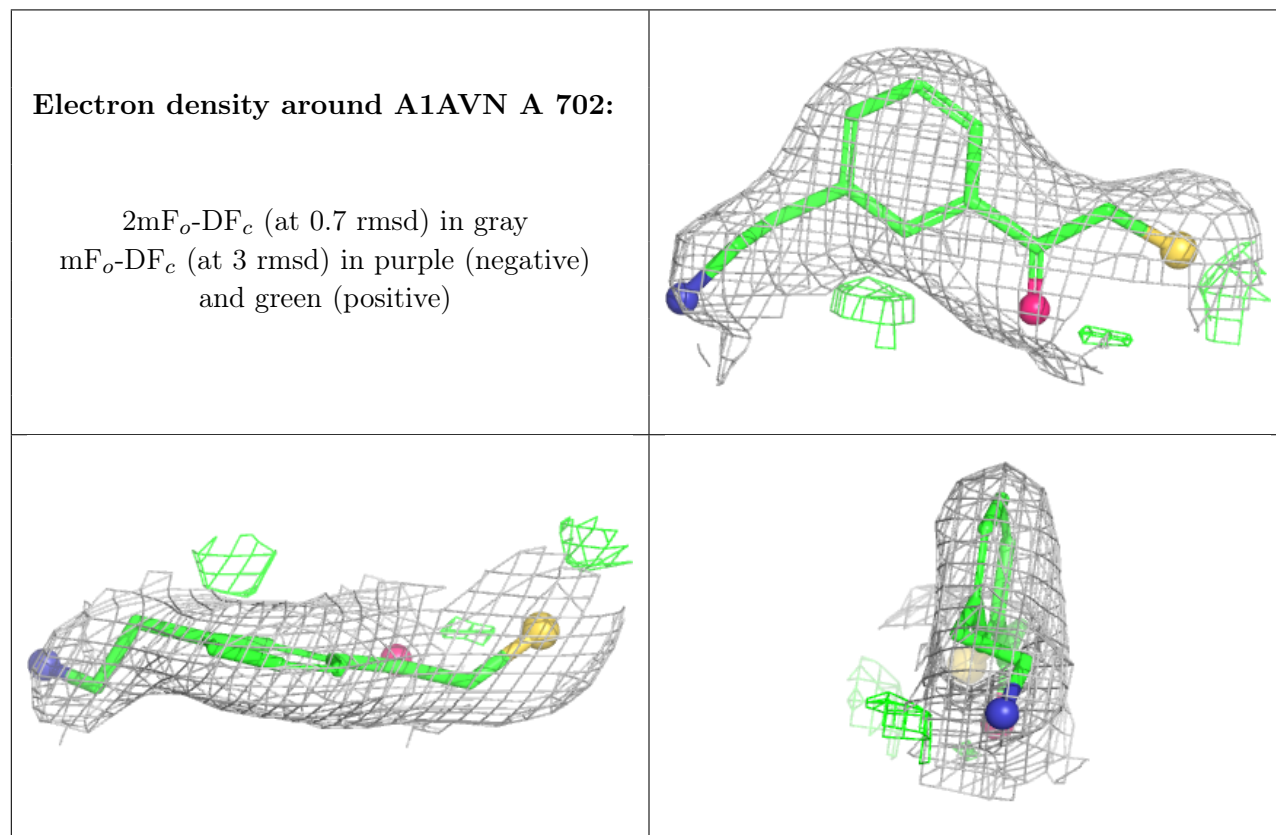 Electron density around A1AVN A 702:
2mFo-DFc (at 0.7 rmsd) in gray
mFo-DFc (at 3 rmsd) in purple (negative)
and green (positive)